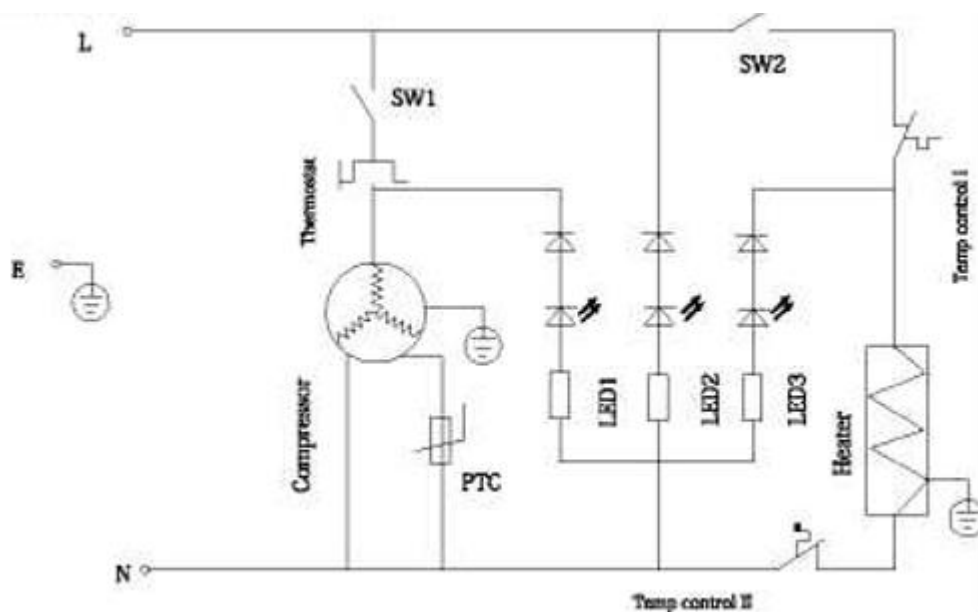 L
SW2
SW1
Thermostat
Temp control I
E
LED1
LED2
LED3
Compressor
PTC
Heater
N
Temp control II